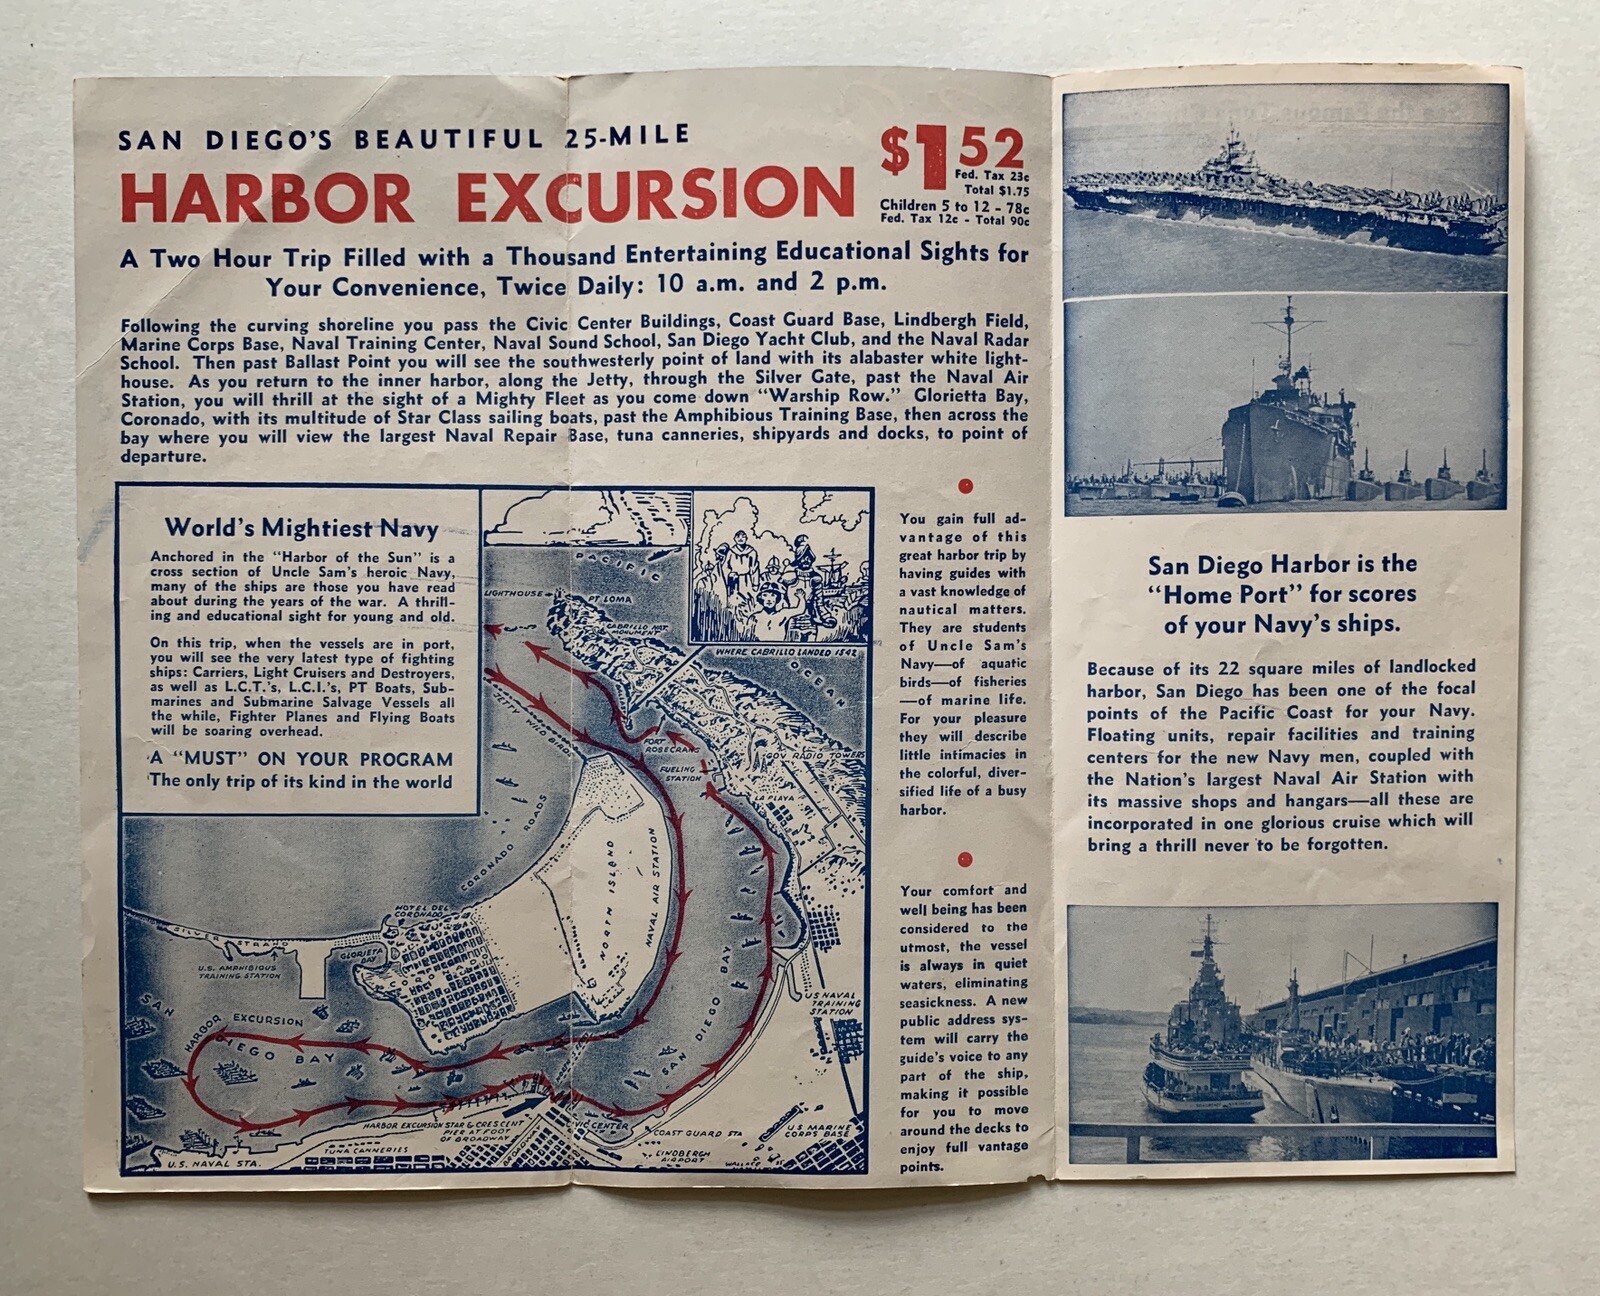 SAN DIEGO'S BEAUTIFUL 25-MILE
HARBOR EXCURSION
$1 52
Fed. Tax 23c
Total $1.75
Children 5 to 12 - 78c
Fed. Tax 12c - Total 90c
A Two Hour Trip Filled with a Thousand Entertaining Educational Sights for
Your Convenience, Twice Daily: 10 a.m. and 2 p.m.
Following the curving shoreline you pass the Civic Center Buildings, Coast Guard Base, Lindbergh Field,
Marine Corps Base, Naval Training Center, Naval Sound School, San Diego Yacht Club, and the Naval Radar
School. Then past Ballast Point you will see the southwesterly point of land with its alabaster white light-
house. As you return to the inner harbor, along the Jetty, through the Silver Gate, past the Naval Air
Station, you will thrill at the sight of a Mighty Fleet as you come down "Warship Row." Glorietta Bay,
Coronado, with its multitude of Star Class sailing boats, past the Amphibious Training Base, then across the
bay where you will view the largest Naval Repair Base, tuna canneries, shipyards and docks, to point of
departure.
World's Mightiest Navy
Anchored in the "Harbor of the Sun" is a
cross section of Uncle Sam's heroic Navy,
many of the ships are those you have read
about during the years of the war. A thrill-
ing and educational sight for young and old.
On this trip, when the vessels are in port,
you will see the very latest type of fighting
ships: Carriers, Light Cruisers and Destroyers,
as well as L.C.T.'s, L.C.I.'s, PT Boats, Sub-
marines and Submarine Salvage Vessels all
the while, Fighter Planes and Flying Boats
will be soaring overhead.
A "MUST" ON YOUR PROGRAM
The only trip of its kind in the world
PACIFIC
OCEAN
LIGHTHOUSE
PT LOMA
CABRILLO NAT.
MONUMENT
WHERE CABRILLO LANDED 1542
JETTY WILD BIRDS
FORT
ROSECRANS
GOV RADIO TOWERS
FUELING
STATION
LA PLAYA
CORONADO ROADS
NORTH ISLAND
NAVAL AIR STATION
HOTEL DEL
CORONADO
SILVER STRAND
GLORIETA
BAY
U.S. AMPHIBIOUS
TRAINING STATION
SAN DIEGO BAY
US NAVAL
TRAINING
STATION
HARBOR EXCURSION
SAN DIEGO BAY
HARBOR EXCURSION STAR & CRESCENT
PIER AT FOOT
OF BROADWAY
CIVIC CENTER
COAST GUARD STA
U.S MARINE
CORPS BASE
TUNA CANNERIES
BROADWAY
LINDBERGH
AIRPORT
U.S. NAVAL STA.
You gain full ad-
vantage of this
great harbor trip by
having guides with
a vast knowledge of
nautical matters.
They are students
of Uncle Sam's
Navy—of aquatic
birds—of fisheries
—of marine life.
For your pleasure
they will describe
little intimacies in
the colorful, diver-
sified life of a busy
harbor.
Your comfort and
well being has been
considered to the
utmost, the vessel
is always in quiet
waters, eliminating
seasickness. A new
public address sys-
tem will carry the
guide's voice to any
part of the ship,
making it possible
for you to move
around the decks to
enjoy full vantage
points.
San Diego Harbor is the
"Home Port" for scores
of your Navy's ships.
Because of its 22 square miles of landlocked
harbor, San Diego has been one of the focal
points of the Pacific Coast for your Navy.
Floating units, repair facilities and training
centers for the new Navy men, coupled with
the Nation's largest Naval Air Station with
its massive shops and hangars—all these are
incorporated in one glorious cruise which will
bring a thrill never to be forgotten.